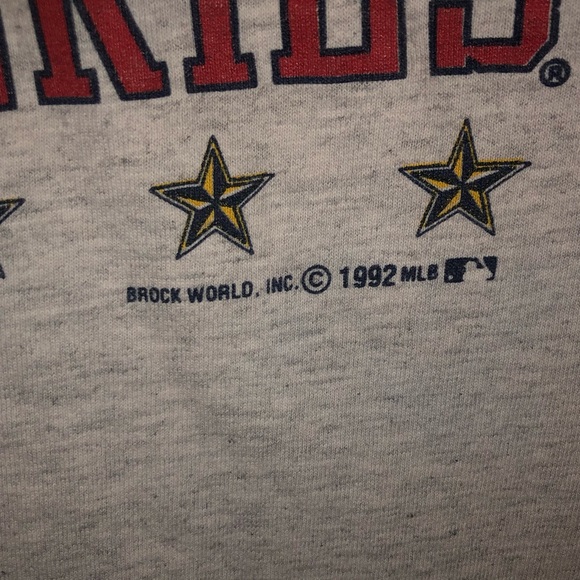 ®
BROCK WORLD, INC. © 1992 MLB